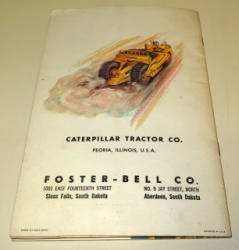 CATERPILLAR TRACTOR CO.
PEORIA, ILLINOIS, U.S.A.
FOSTER-BELL CO.
1001 EAST FOURTEENTH STREET
Sioux Falls, South Dakota
NO. 5 JAY STREET, NORTH
Aberdeen, South Dakota